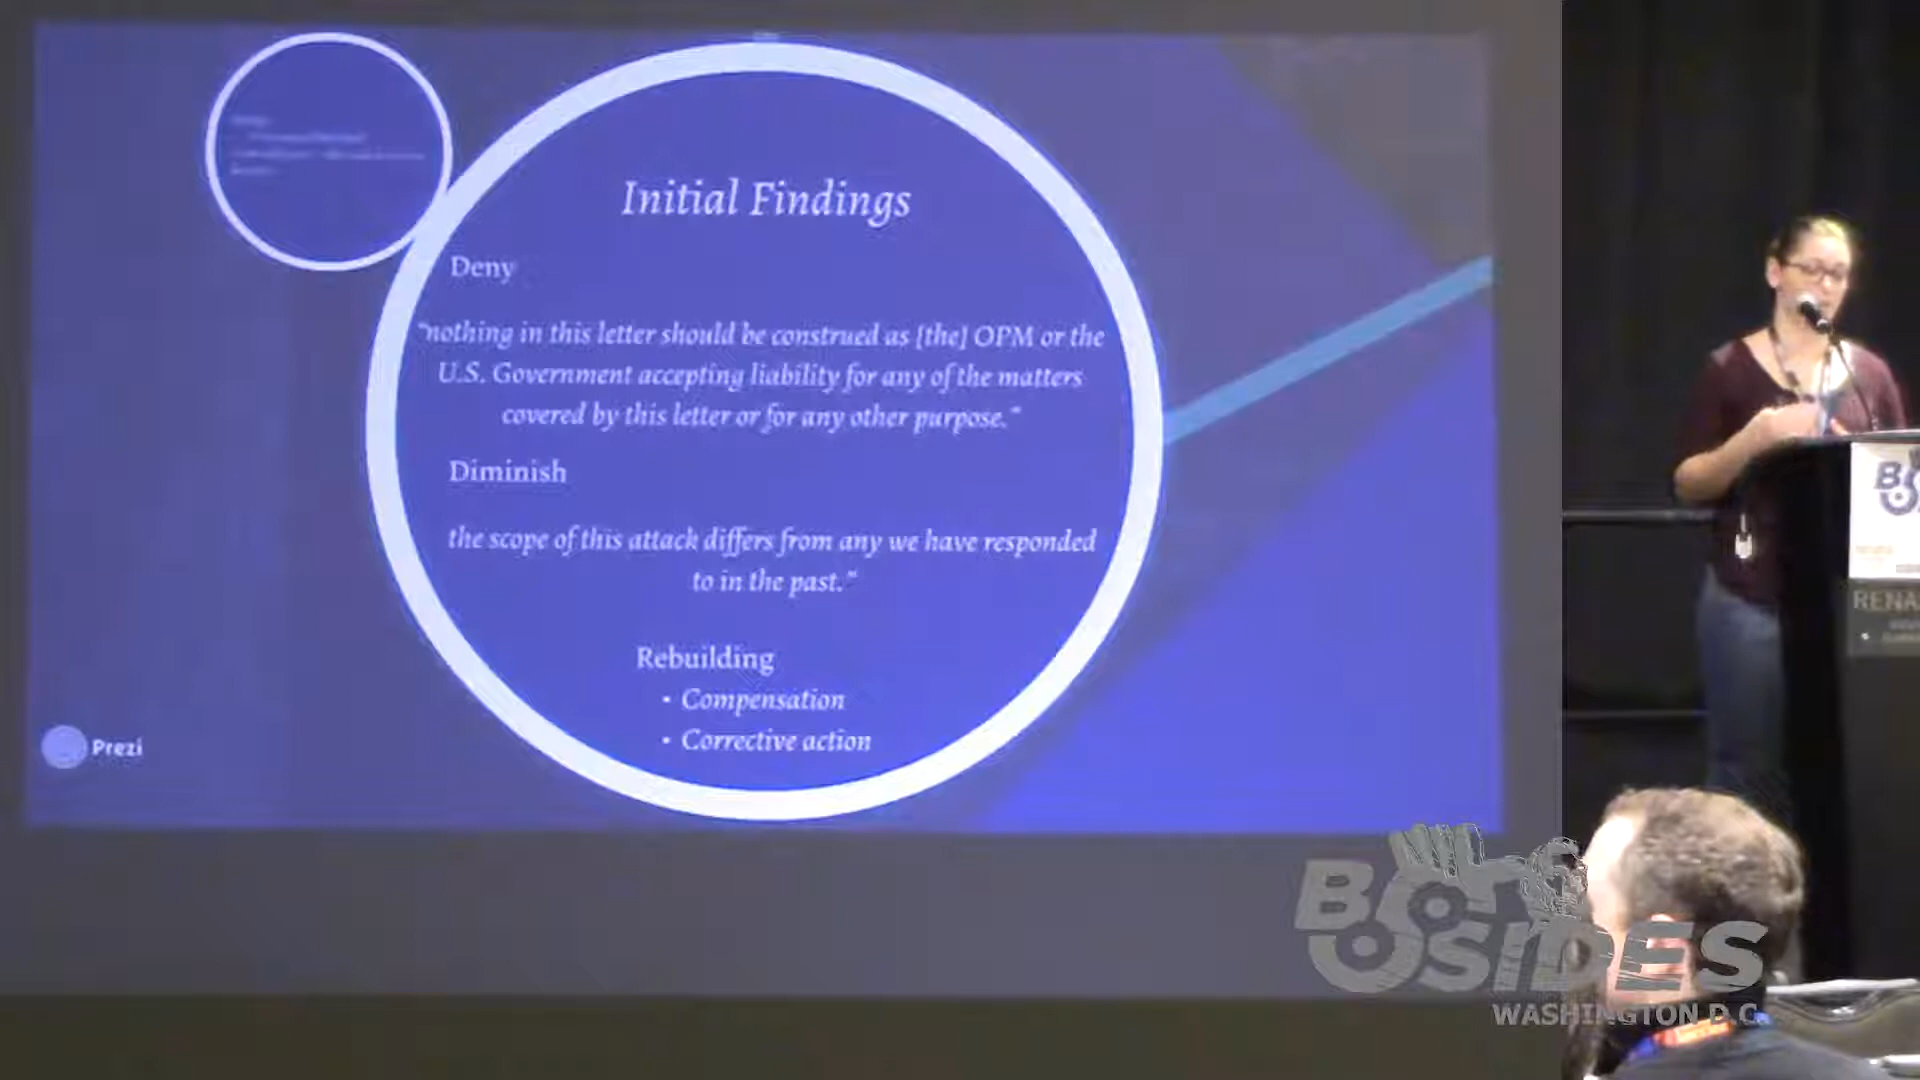 Initial Findings
Deny
"nothing in this letter should be construed as [the] OPM or the
U.S. Government accepting liability for any of the matters
covered by this letter or for any other purpose."
Diminish
the scope of this attack differs from any we have responded
to in the past."
Rebuilding
• Compensation
• Corrective action
Prezi
RENA
BSIDES
WASHINGTON D.C.